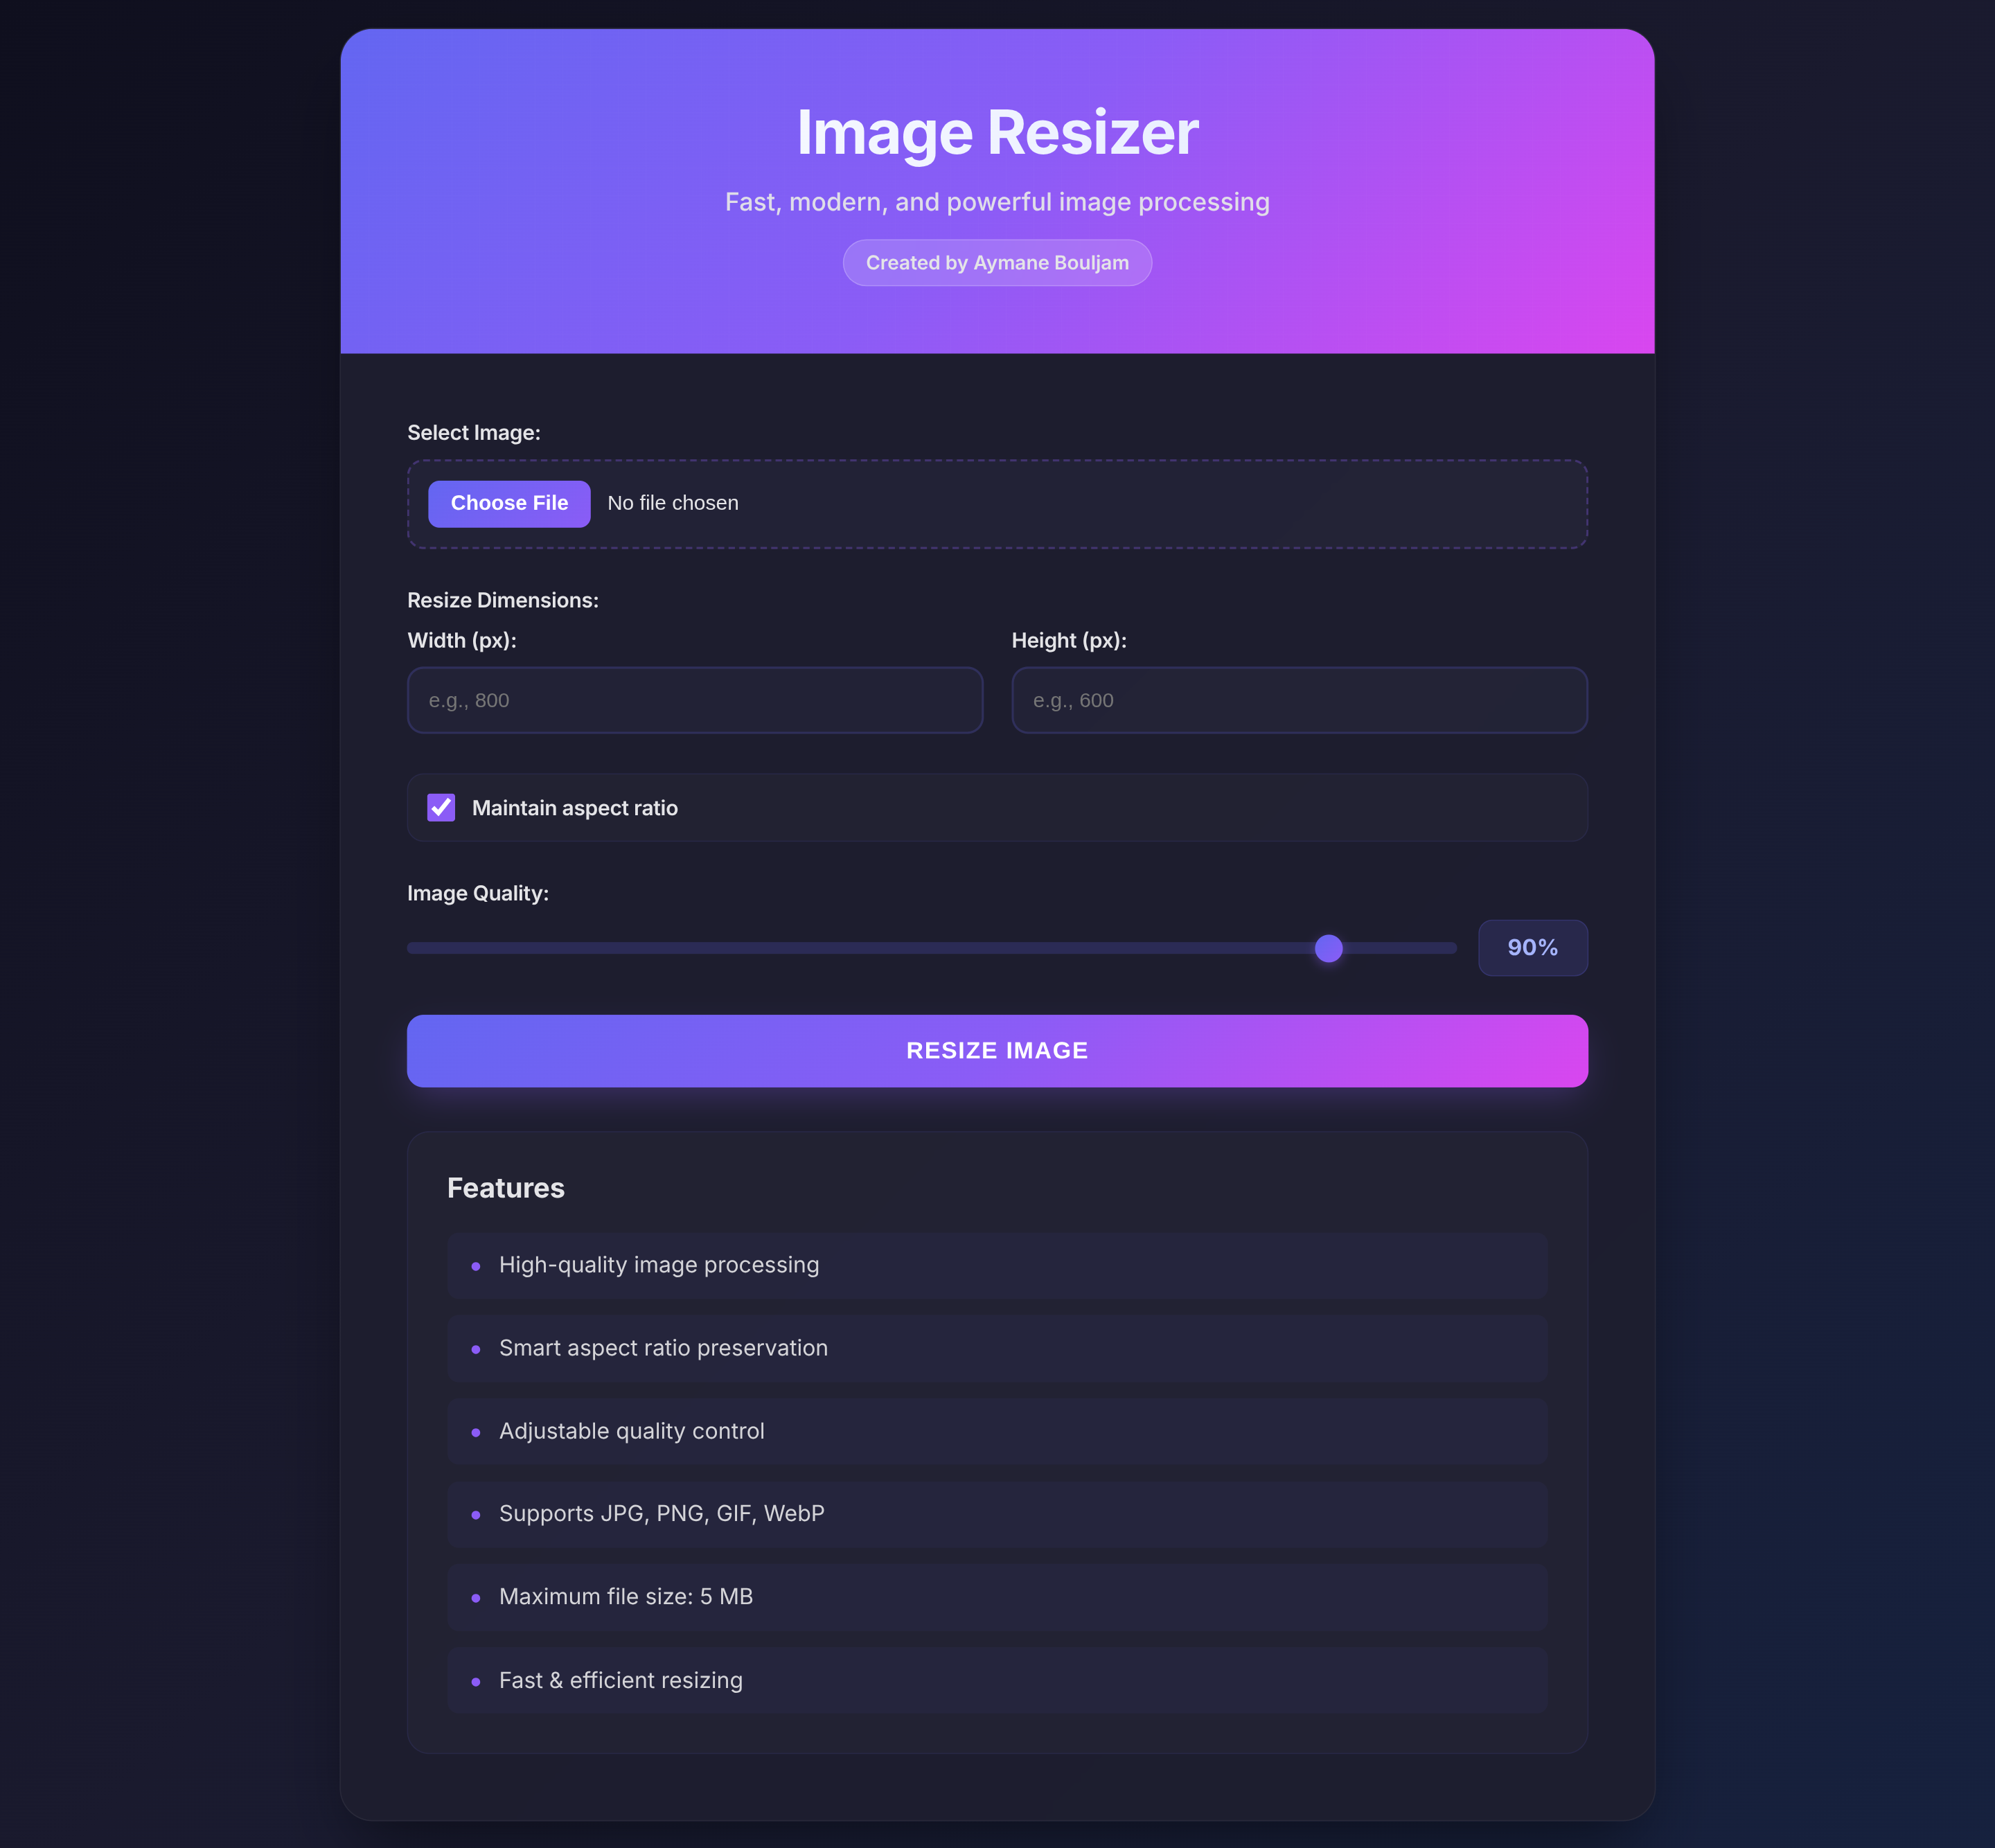 Image Resizer
Fast, modern, and powerful image processing
Created by Aymane Bouljam
Select Image:
Choose File No file chosen
Resize Dimensions:
Width (px): Height (px):
e.g., 800 e.g., 600
Maintain aspect ratio
Image Quality:
90%
RESIZE IMAGE
Features
High-quality image processing
Smart aspect ratio preservation
Adjustable quality control
Supports JPG, PNG, GIF, WebP
Maximum file size: 5 MB
Fast & efficient resizing